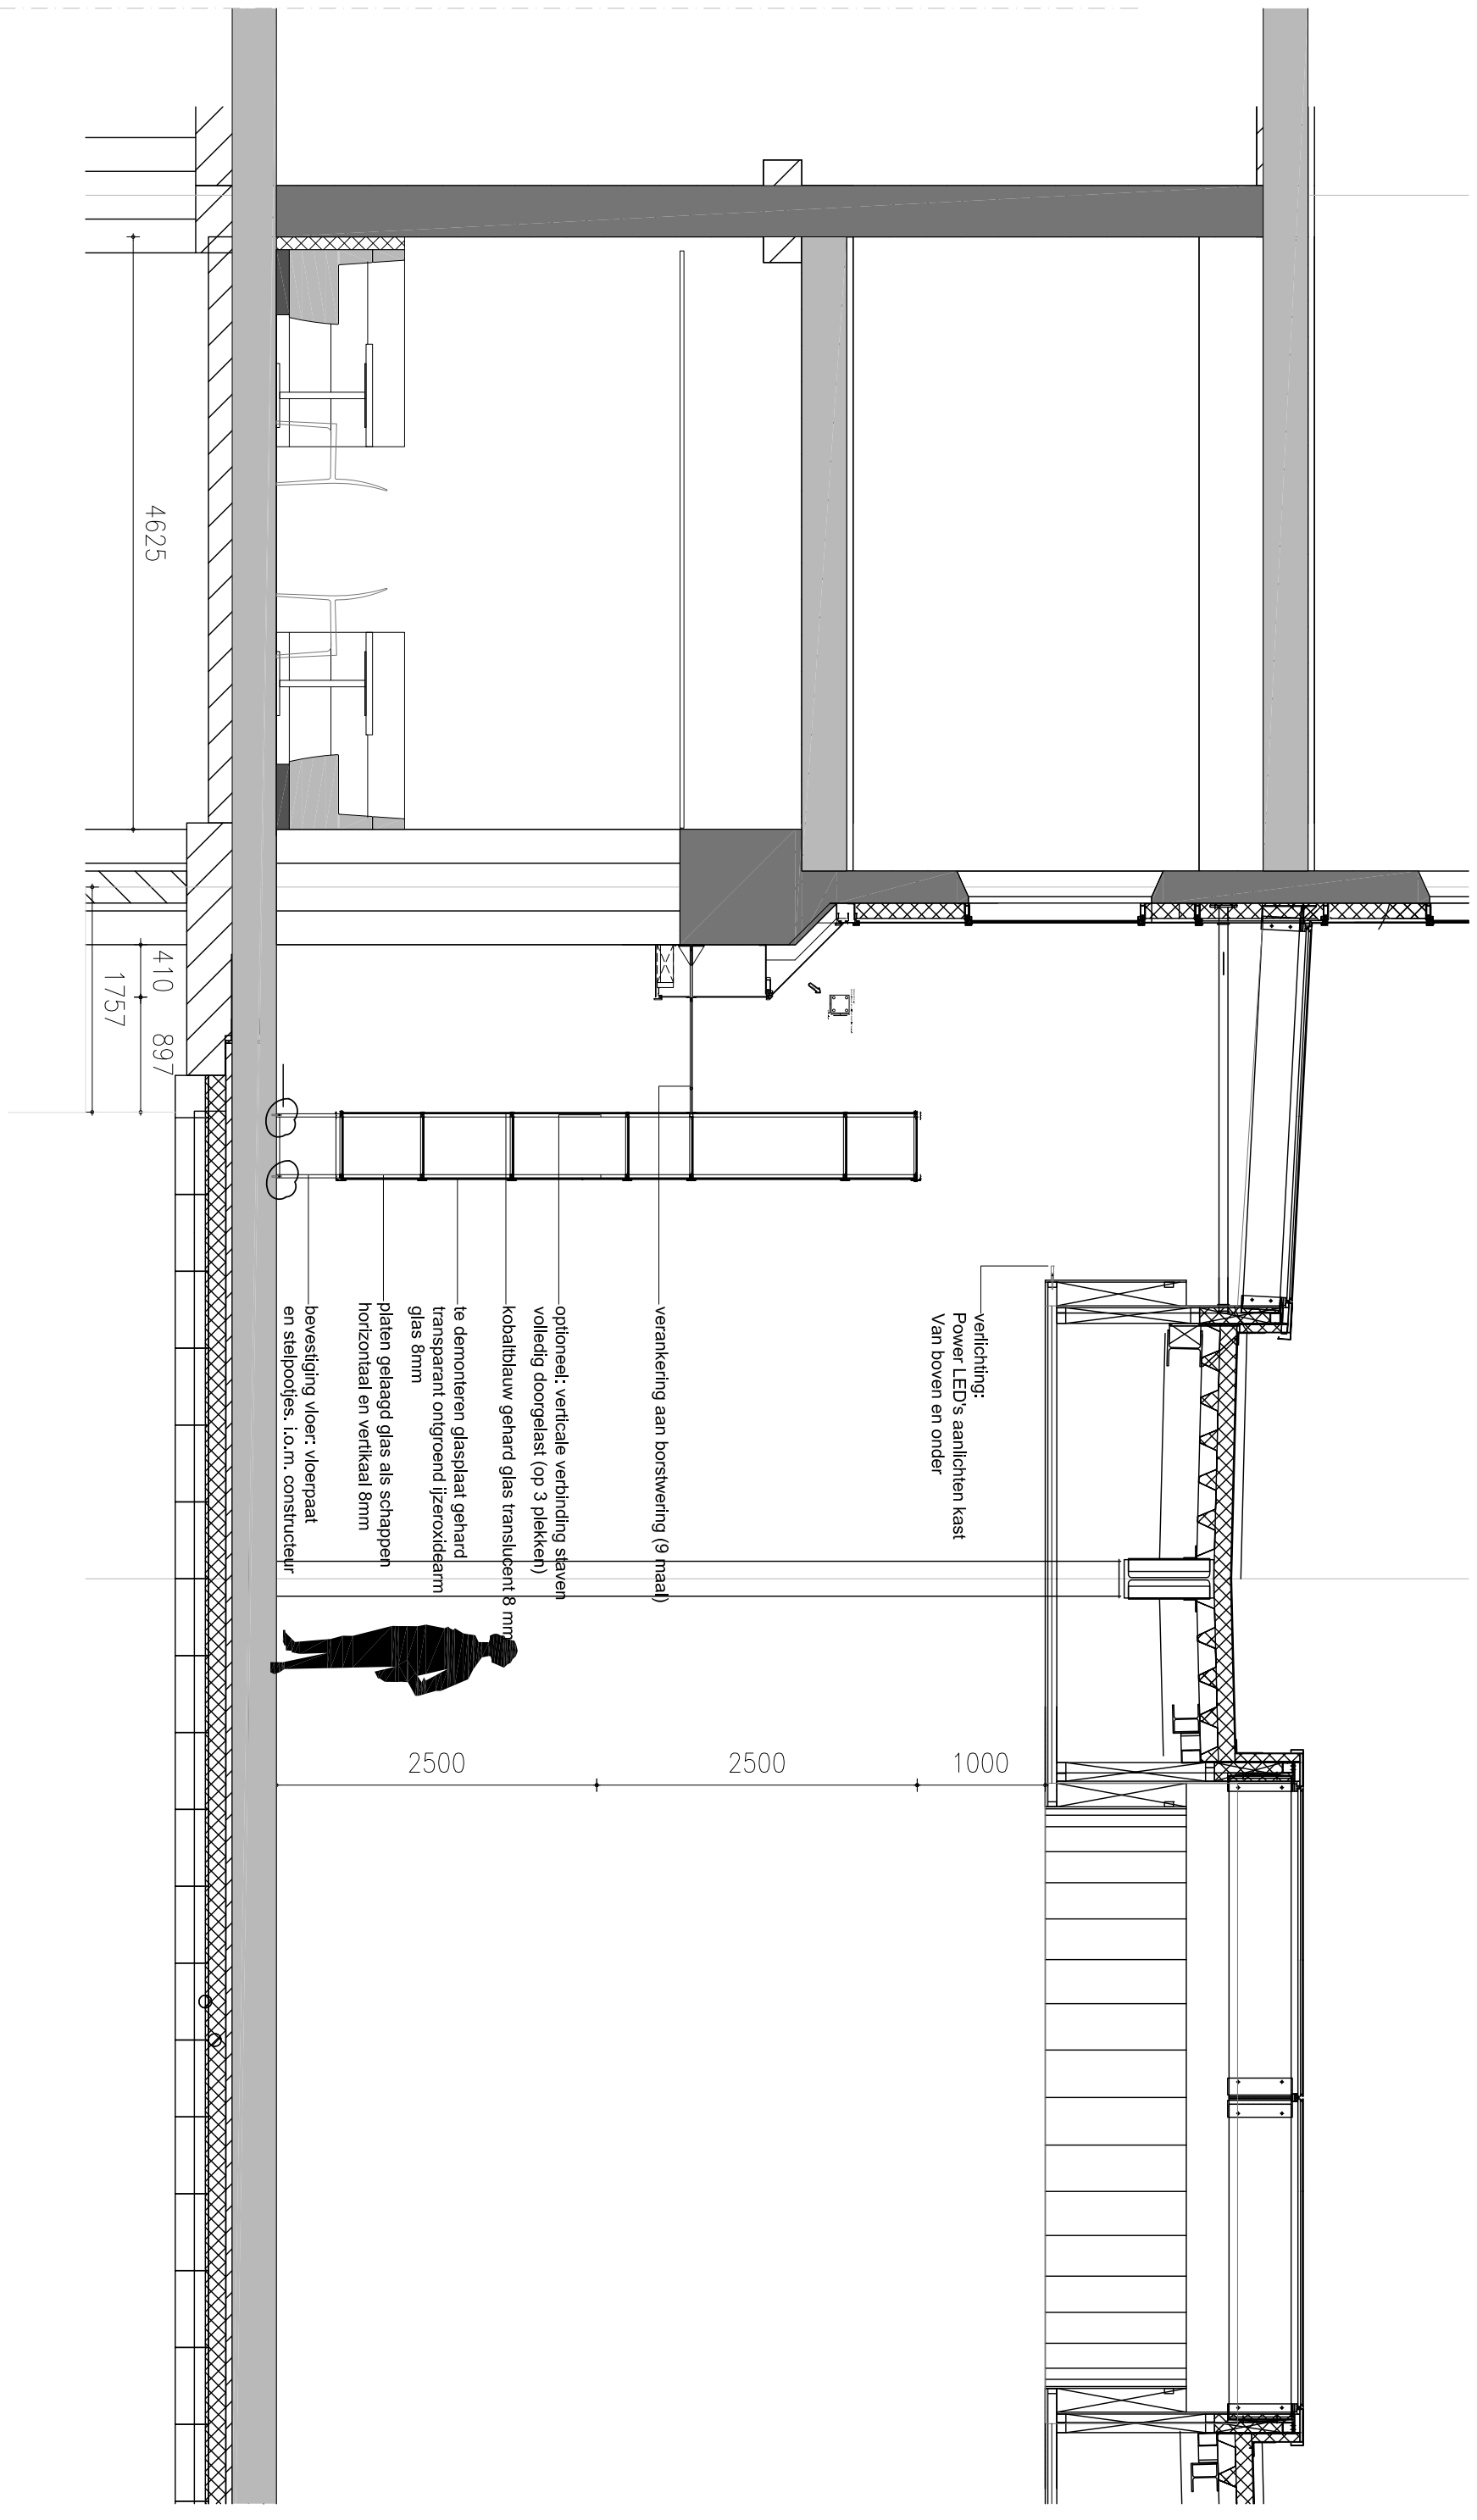 verlichting:
Power LED's aanlichten kast
Van boven en onder
verankering aan borstwering (9 maal)
optioneel: verticale verbinding staven
volledig doorgelast (op 3 plekken)
kobaltblauw gehard glas translucent 8 mm
te demonteren glasplaat gehard
transparant ontgroend ijzeroxidearm
glas 8mm
platen gelaagd glas als schappen
horizontaal en vertikaal 8mm
bevestiging vloer: vloerpaat
en stelpootjes. i.o.m. constructeur
1000
2500
2500
4625
410
897
1757